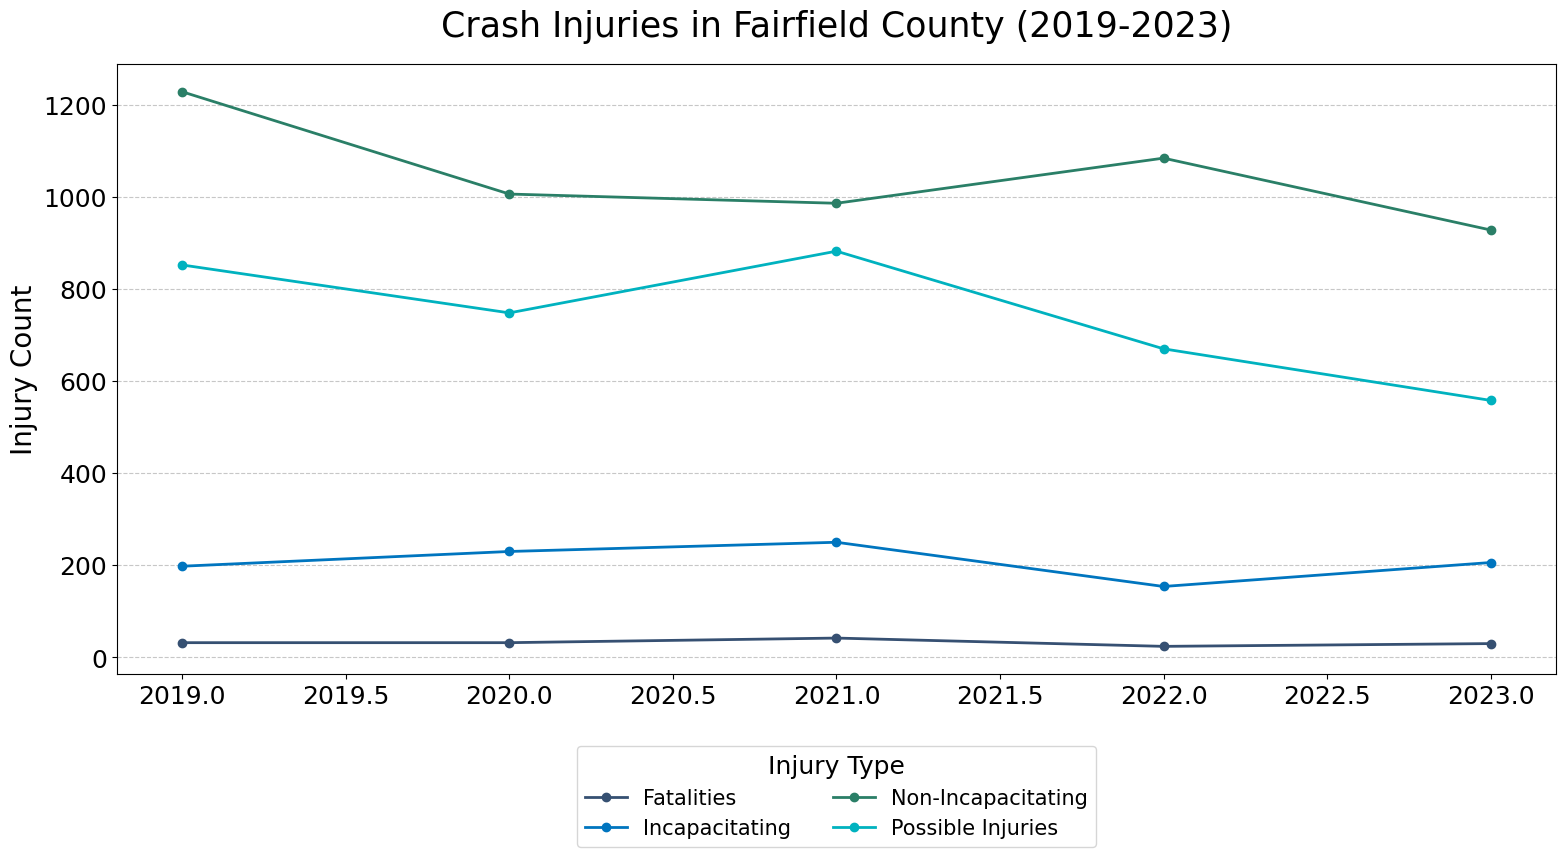 Crash Injuries in Fairfield County (2019-2023)
Injury Count
1200
1000
800
600
400
200
0
2019.0 2019.5 2020.0 2020.5 2021.0 2021.5 2022.0 2022.5 2023.0
Injury Type
Fatalities Non-Incapacitating
Incapacitating Possible Injuries